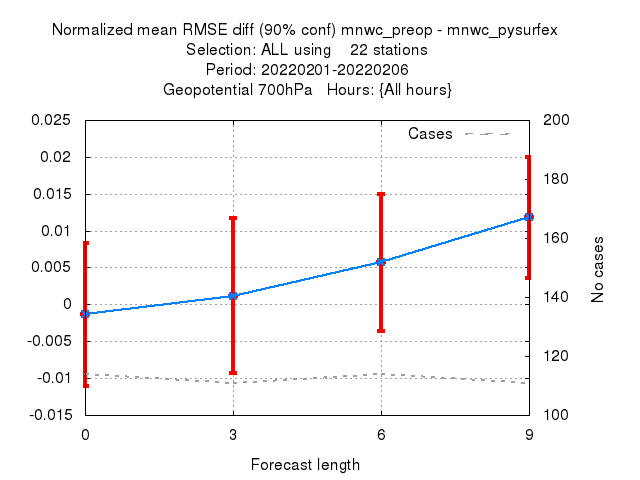 Normalized mean RMSE diff (90% conf) mnwc_preop - mnwc_pysurfex
Selection: ALL using    22 stations
Period: 20220201-20220206
Geopotential 700hPa   Hours: {All hours}
Cases
0.025
0.02
0.015
0.01
0.005
0
-0.005
-0.01
-0.015
200
180
160
140
120
100
No cases
0 3 6 9
Forecast length